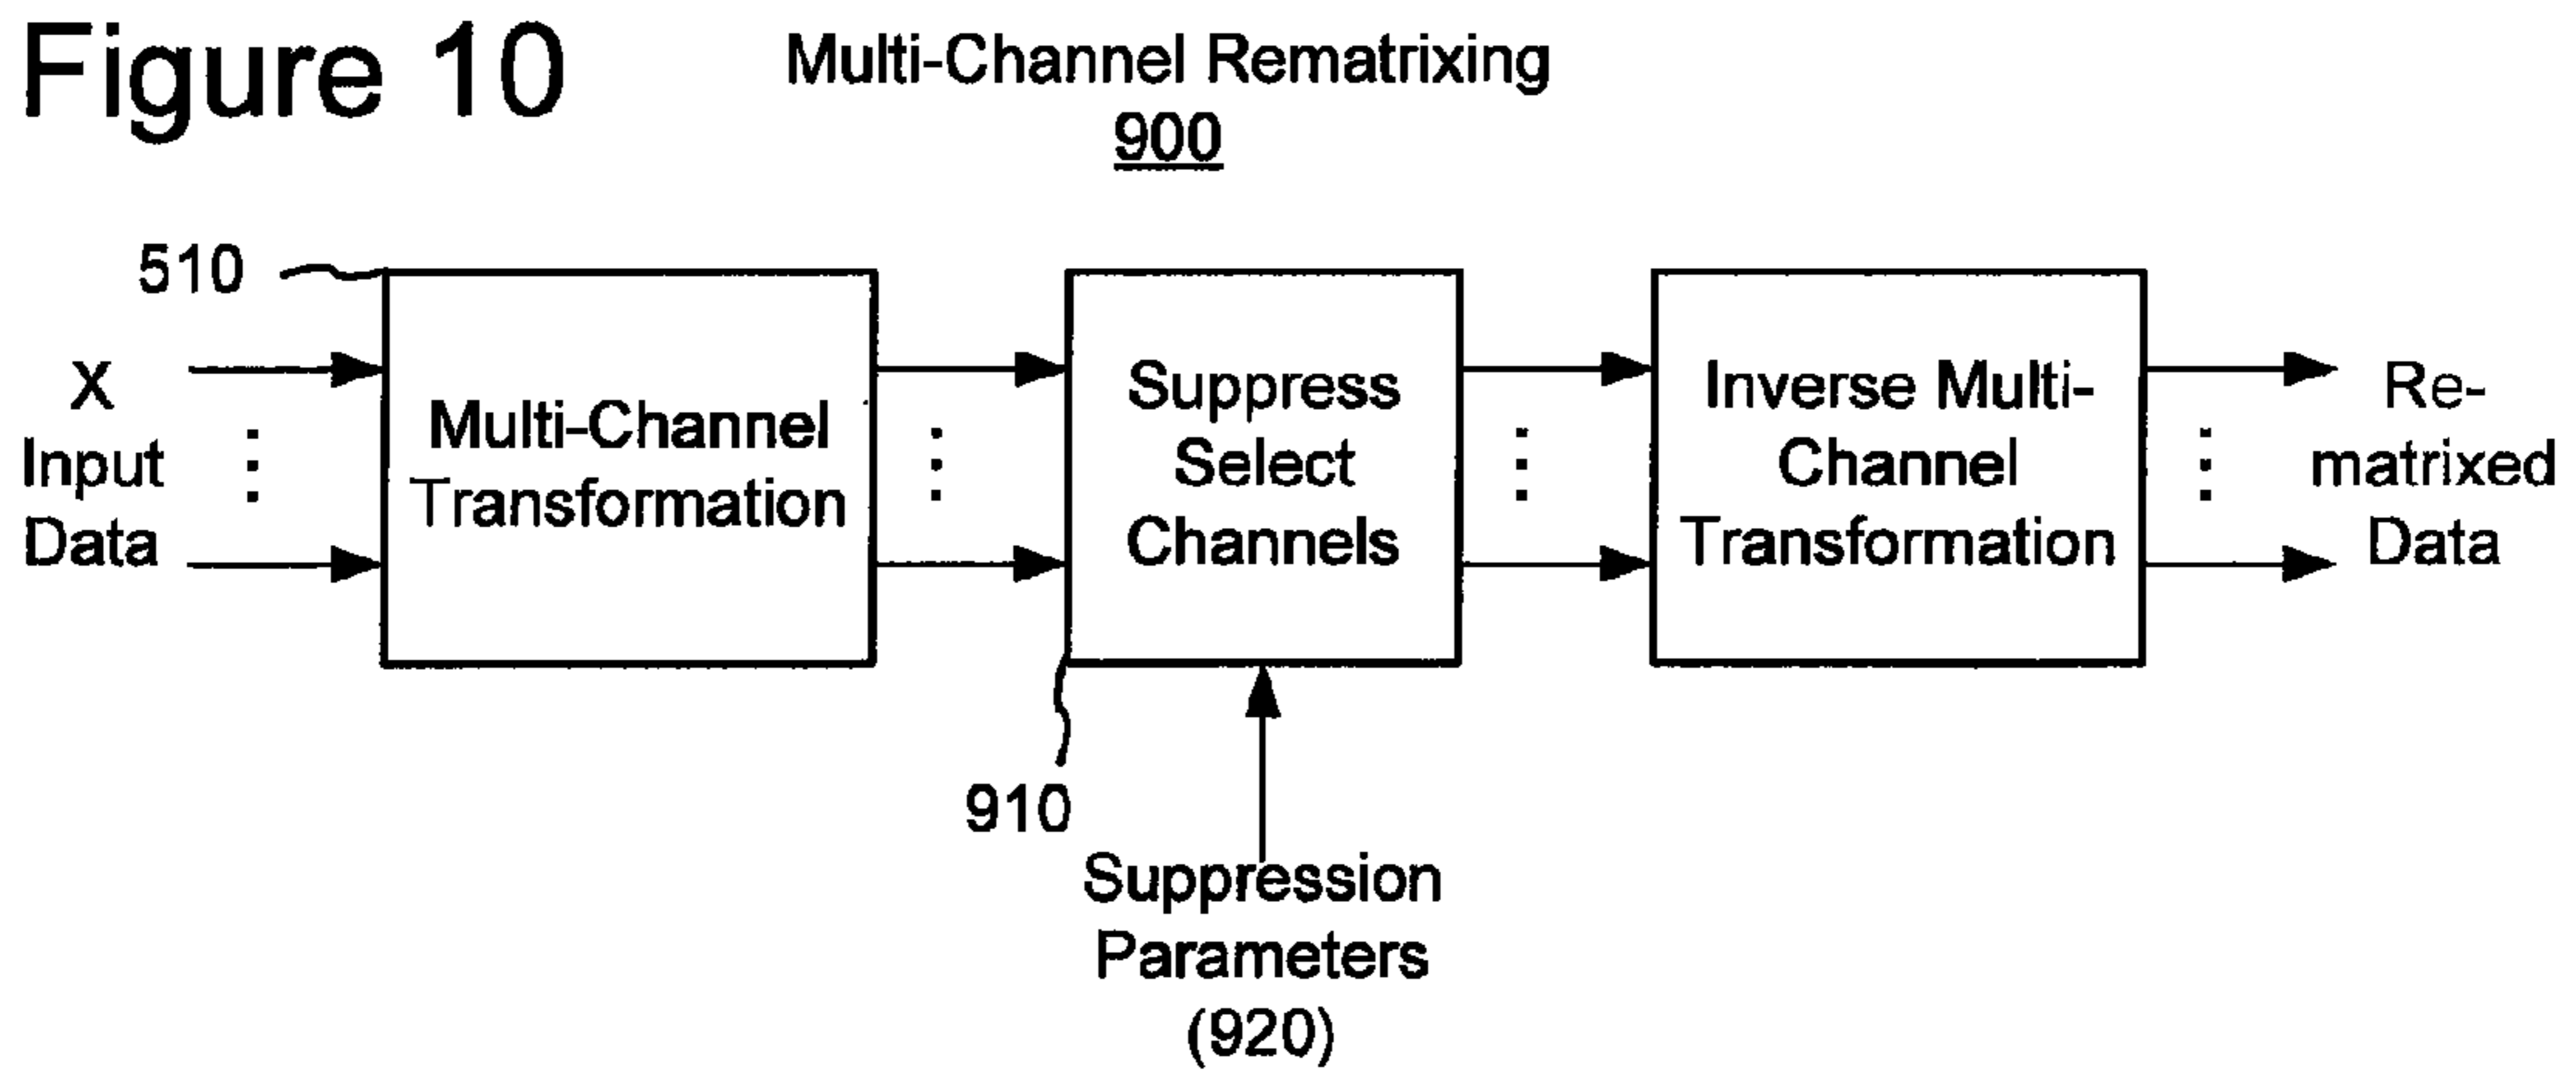 Figure 10
Multi-Channel Rematrixing
900
510
X
Input
Data
Multi-Channel
Transformation
Suppress
Select
Channels
Inverse Multi-
Channel
Transformation
Re-
matrixed
Data
910
Suppression
Parameters
(920)